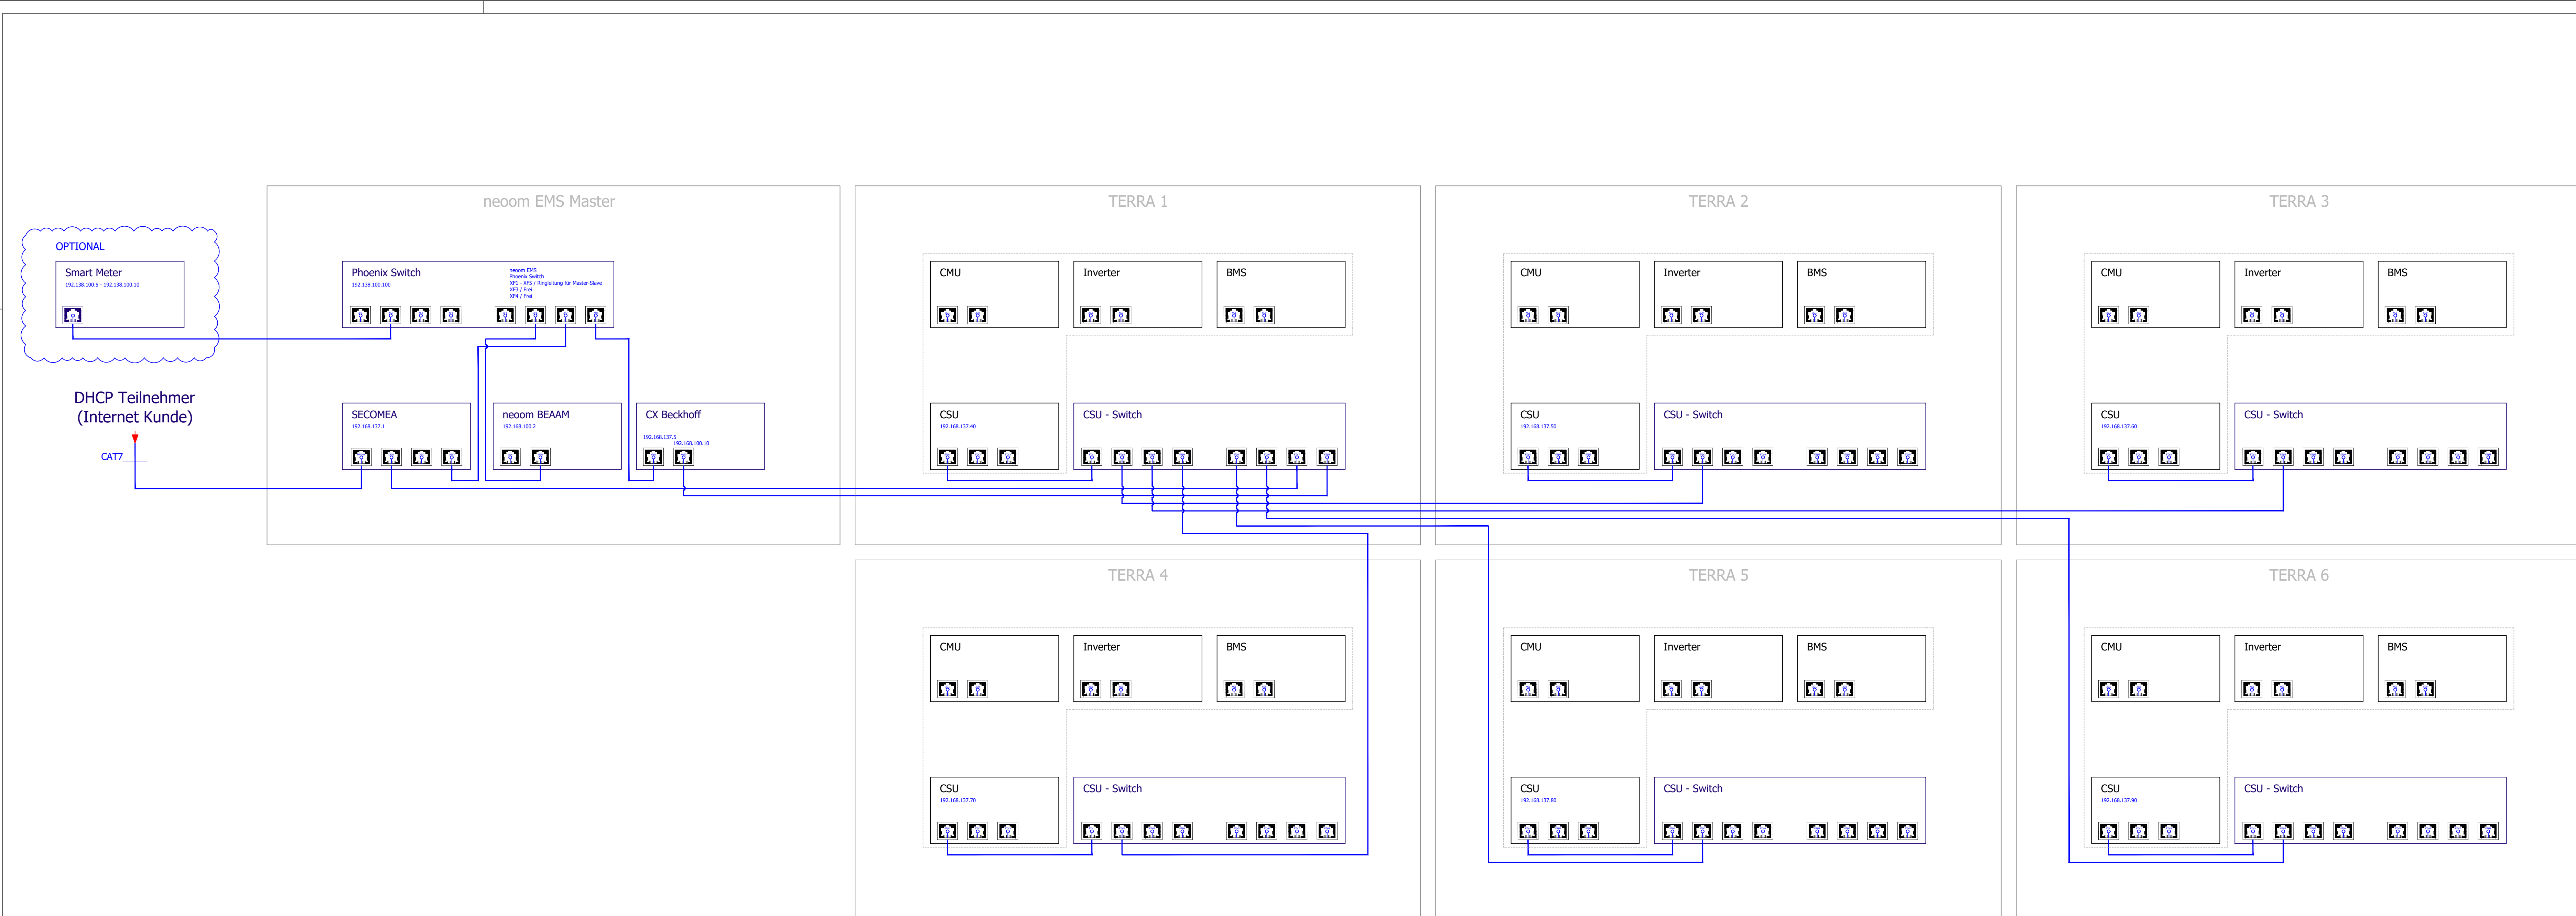 neoom EMS Master
TERRA 1
TERRA 2
TERRA 3
OPTIONAL
Smart Meter
192.138.100.5 - 192.138.100.10
Phoenix Switch
192.138.100.100
neoom EMS
Phoenix Switch
XF1 - XF5 / Ringleitung für Master-Slave
XF3 / Frei
XF4 / Frei
CMU
Inverter
BMS
CMU
Inverter
BMS
CMU
Inverter
BMS
DHCP Teilnehmer
(Internet Kunde)
CAT7
SECOMEA
192.168.137.1
neoom BEAAM
192.168.100.2
CX Beckhoff
192.168.137.5
192.168.100.10
CSU
192.168.137.40
CSU - Switch
CSU
192.168.137.50
CSU - Switch
CSU
192.168.137.60
CSU - Switch
TERRA 4
TERRA 5
TERRA 6
CMU
Inverter
BMS
CMU
Inverter
BMS
CMU
Inverter
BMS
CSU
192.168.137.70
CSU - Switch
CSU
192.168.137.80
CSU - Switch
CSU
192.168.137.90
CSU - Switch